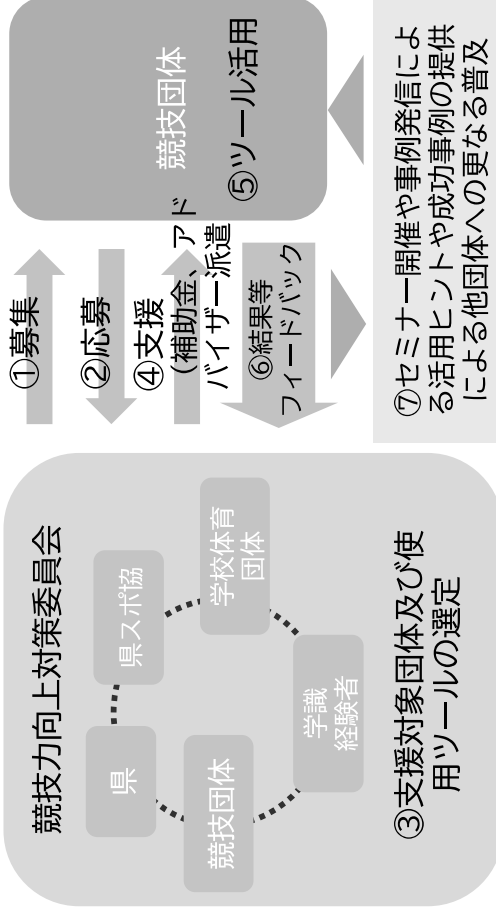 競技力向上対策委員会
県
県スポ協
競技団体
学校体育
団体
学識
経験者
③支援対象団体及び使
用ツールの選定
①募集
②応募
④支援
（補助金、アド
バイザー派遣
⑥結果等
フィードバック
競技団体
⑤ツール活用
⑦セミナー開催や事例発信によ
る活用ヒントや成功事例の提供
による他団体への更なる普及